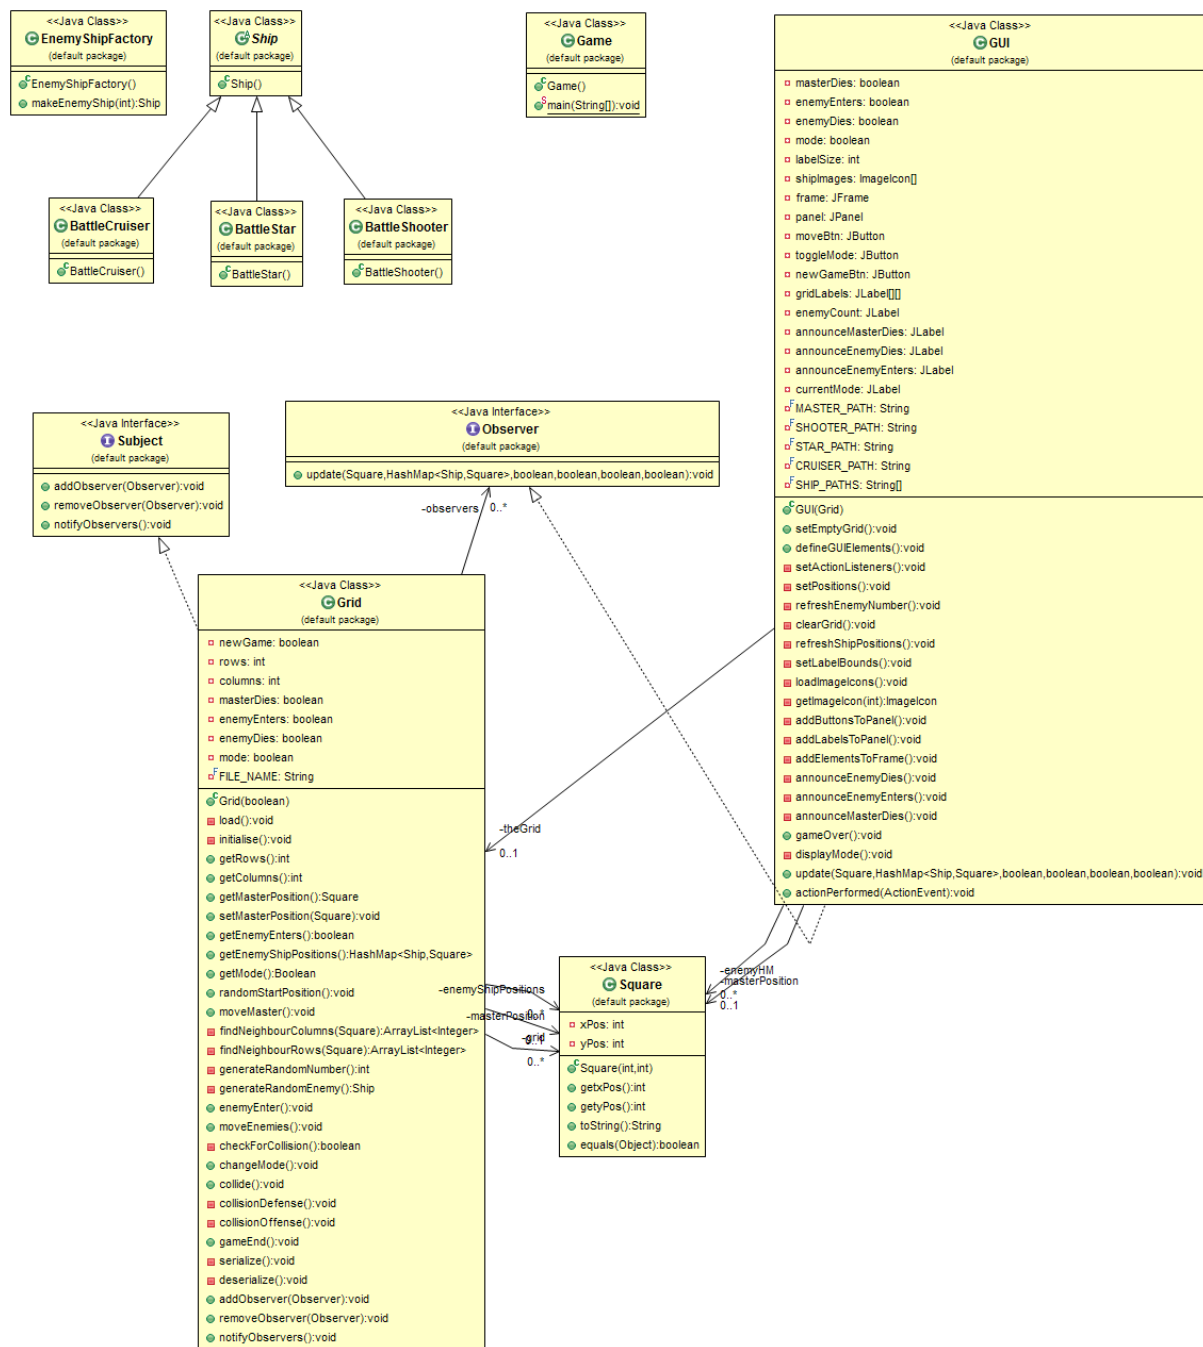 <<Java Class>>
EnemyShipFactory
(default package)
EnemyShipFactory()
makeEnemyShip(int):Ship
<<Java Class>>
Ship
(default package)
Ship()
<<Java Class>>
Game
(default package)
Game()
main(String[]):void
<<Java Class>>
GUI
(default package)
masterDies: boolean
enemyEnters: boolean
enemyDies: boolean
mode: boolean
labelSize: int
shipImages: ImageIcon[]
frame: JFrame
panel: JPanel
moveBtn: JButton
toggleMode: JButton
newGameBtn: JButton
gridLabels: JLabel[][]
enemyCount: JLabel
announceMasterDies: JLabel
announceEnemyDies: JLabel
announceEnemyEnters: JLabel
currentMode: JLabel
MASTER_PATH: String
SHOOTER_PATH: String
STAR_PATH: String
CRUISER_PATH: String
SHIP_PATHS: String[]
GUI(Grid)
setEmptyGrid():void
defineGUIElements():void
setActionListeners():void
setPositions():void
refreshEnemyNumber():void
clearGrid():void
refreshShipPositions():void
setLabelBounds():void
loadImageIcons():void
getImageIcon(int):ImageIcon
addButtonsToPanel():void
addLabelsToPanel():void
addElementsToFrame():void
announceEnemyDies():void
announceEnemyEnters():void
announceMasterDies():void
gameOver():void
displayMode():void
update(Square,HashMap<Ship,Square>,boolean,boolean,boolean,boolean):void
actionPerformed(ActionEvent):void
<<Java Class>>
BattleCruiser
(default package)
BattleCruiser()
<<Java Class>>
BattleStar
(default package)
BattleStar()
<<Java Class>>
BattleShooter
(default package)
BattleShooter()
<<Java Interface>>
Subject
(default package)
addObserver(Observer):void
removeObserver(Observer):void
notifyObservers():void
<<Java Interface>>
Observer
(default package)
update(Square,HashMap<Ship,Square>,boolean,boolean,boolean,boolean):void
-observers
0..*
<<Java Class>>
Grid
(default package)
newGame: boolean
rows: int
columns: int
masterDies: boolean
enemyEnters: boolean
enemyDies: boolean
mode: boolean
FILE_NAME: String
Grid(boolean)
load():void
initialise():void
getRows():int
getColumns():int
getMasterPosition():Square
setMasterPosition(Square):void
getEnemyEnters():boolean
getEnemyShipPositions():HashMap<Ship,Square>
getMode():Boolean
randomStartPosition():void
moveMaster():void
findNeighbourColumns(Square):ArrayList<Integer>
findNeighbourRows(Square):ArrayList<Integer>
generateRandomNumber():int
generateRandomEnemy():Ship
enemyEnter():void
moveEnemies():void
checkForCollision():boolean
changeMode():void
collide():void
collisionDefense():void
collisionOffense():void
gameEnd():void
serialize():void
deserialize():void
addObserver(Observer):void
removeObserver(Observer):void
notifyObservers():void
-theGrid
0..1
-enemyShipPositions
0..*
-masterPosition
0..1
-grid
0..*
-enemyHM
-masterPosition
0..*
0..1
<<Java Class>>
Square
(default package)
xPos: int
yPos: int
Square(int,int)
getxPos():int
getyPos():int
toString():String
equals(Object):boolean